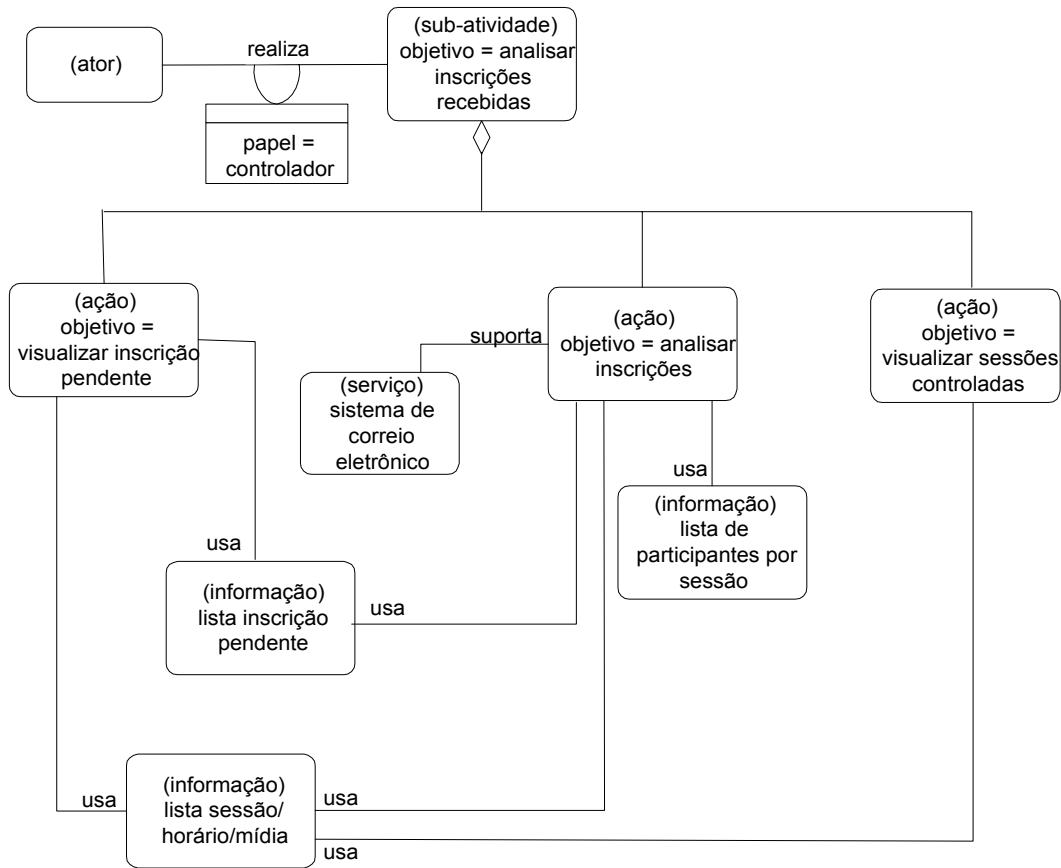 (ator)
realiza
(sub-atividade)
objetivo = analisar
inscrições
recebidas
papel =
controlador
(ação)
objetivo =
visualizar inscrição
pendente
suporta
(ação)
objetivo = analisar
inscrições
(ação)
objetivo =
visualizar sessões
controladas
(serviço)
sistema de
correio
eletrônico
usa
(informação)
lista de
participantes por
sessão
usa
(informação)
lista inscrição
pendente
usa
usa
(informação)
lista sessão/
horário/mídia
usa
usa